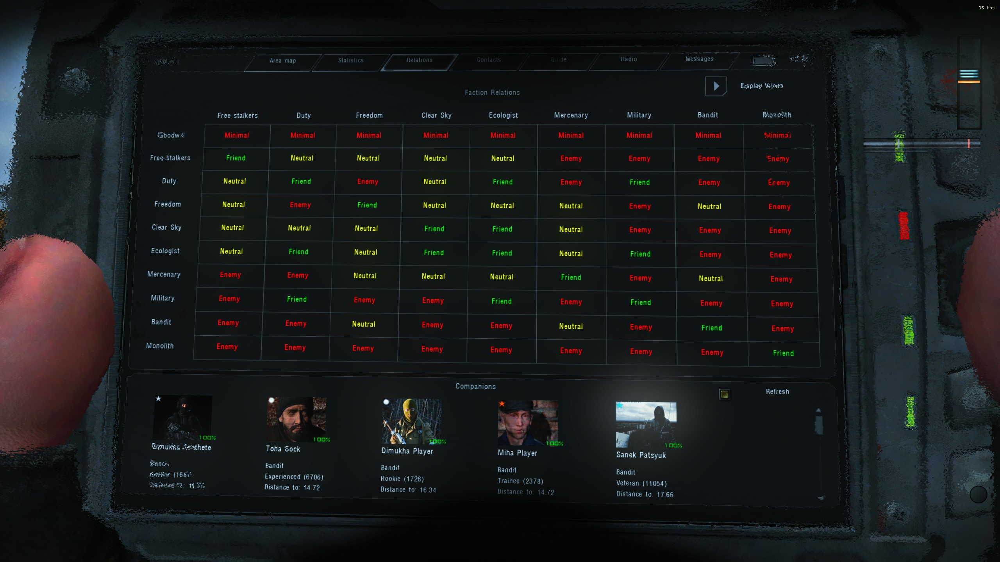 35 fps
Area map Statistics Relations Contacts Guide Radio Messages
Display Values
Faction Relations
Free stalkers Duty Freedom Clear Sky Ecologist Mercenary Military Bandit Monolith
Goodwill Minimal Minimal Minimal Minimal Minimal Minimal Minimal Minimal Minimal
Free stalkers Friend Neutral Neutral Neutral Neutral Enemy Enemy Enemy Enemy
Duty Neutral Friend Enemy Neutral Friend Enemy Friend Enemy Enemy
Freedom Neutral Enemy Friend Neutral Neutral Neutral Enemy Neutral Enemy
Clear Sky Neutral Neutral Neutral Friend Friend Neutral Enemy Enemy Enemy
Ecologist Neutral Friend Neutral Friend Friend Neutral Friend Enemy Enemy
Mercenary Enemy Enemy Neutral Neutral Neutral Friend Enemy Neutral Enemy
Military Enemy Friend Enemy Enemy Friend Enemy Friend Enemy Enemy
Bandit Enemy Enemy Neutral Enemy Enemy Neutral Enemy Friend Enemy
Monolith Enemy Enemy Enemy Enemy Enemy Enemy Enemy Enemy Friend
Companions
Refresh
100% 100% 100% 100% 100%
Dimukha Toha Sock Dimukha Player Miha Player Sanek Patsyuk
Bandit Bandit Bandit Bandit Bandit
Rookie Experienced (6706) Rookie (1726) Trainee (2378) Veteran (11054)
Distance to: Distance to: 14.72 Distance to: 16.34 Distance to: 14.72 Distance to: 17.66